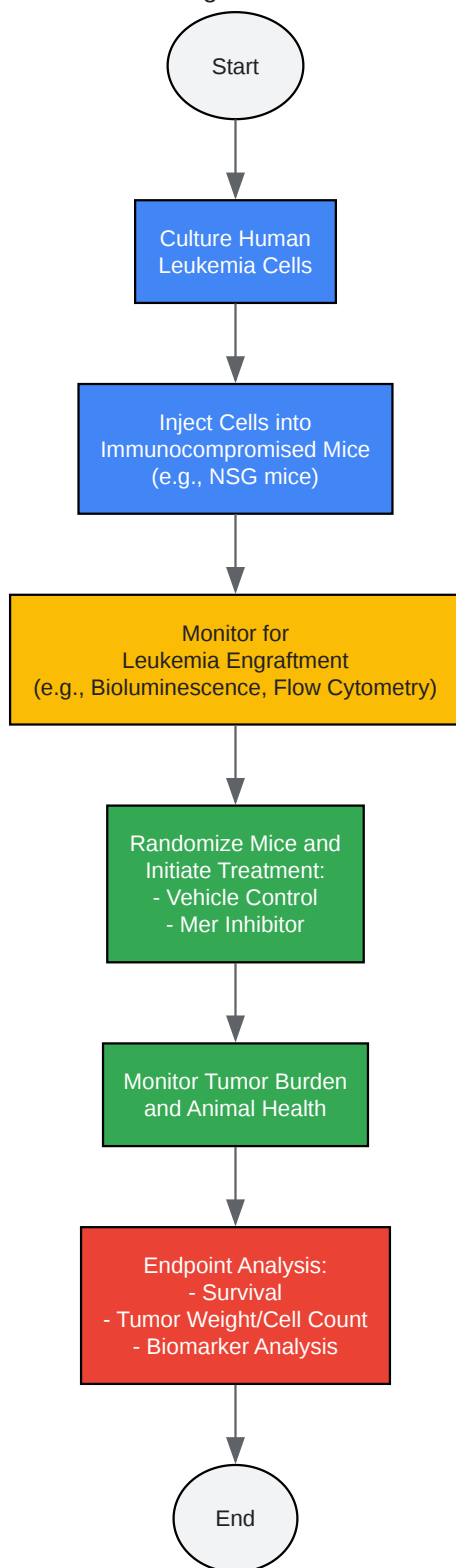 Start
Culture Human
Leukemia Cells
Inject Cells into
Immunocompromised Mice
(e.g., NSG mice)
Monitor for
Leukemia Engraftment
(e.g., Bioluminescence, Flow Cytometry)
Randomize Mice and
Initiate Treatment:
- Vehicle Control
- Mer Inhibitor
Monitor Tumor Burden
and Animal Health
Endpoint Analysis:
- Survival
- Tumor Weight/Cell Count
- Biomarker Analysis
End